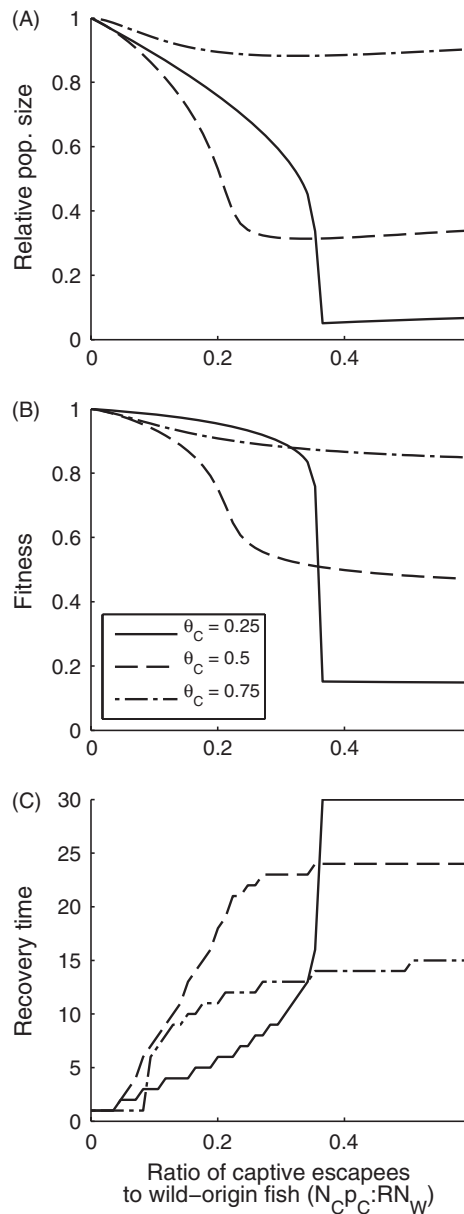 (A)
1
0.8
0.6
0.4
0.2
0
Relative pop. size
0
0.2
0.4
(B)
1
0.8
0.6
0.4
0.2
0
Fitness
θC = 0.25
θC = 0.5
θC = 0.75
0
0.2
0.4
(C)
30
25
20
15
10
5
0
Recovery time
0
0.2
0.4
Ratio of captive escapees
to wild−origin fish (NCpC:RNW)